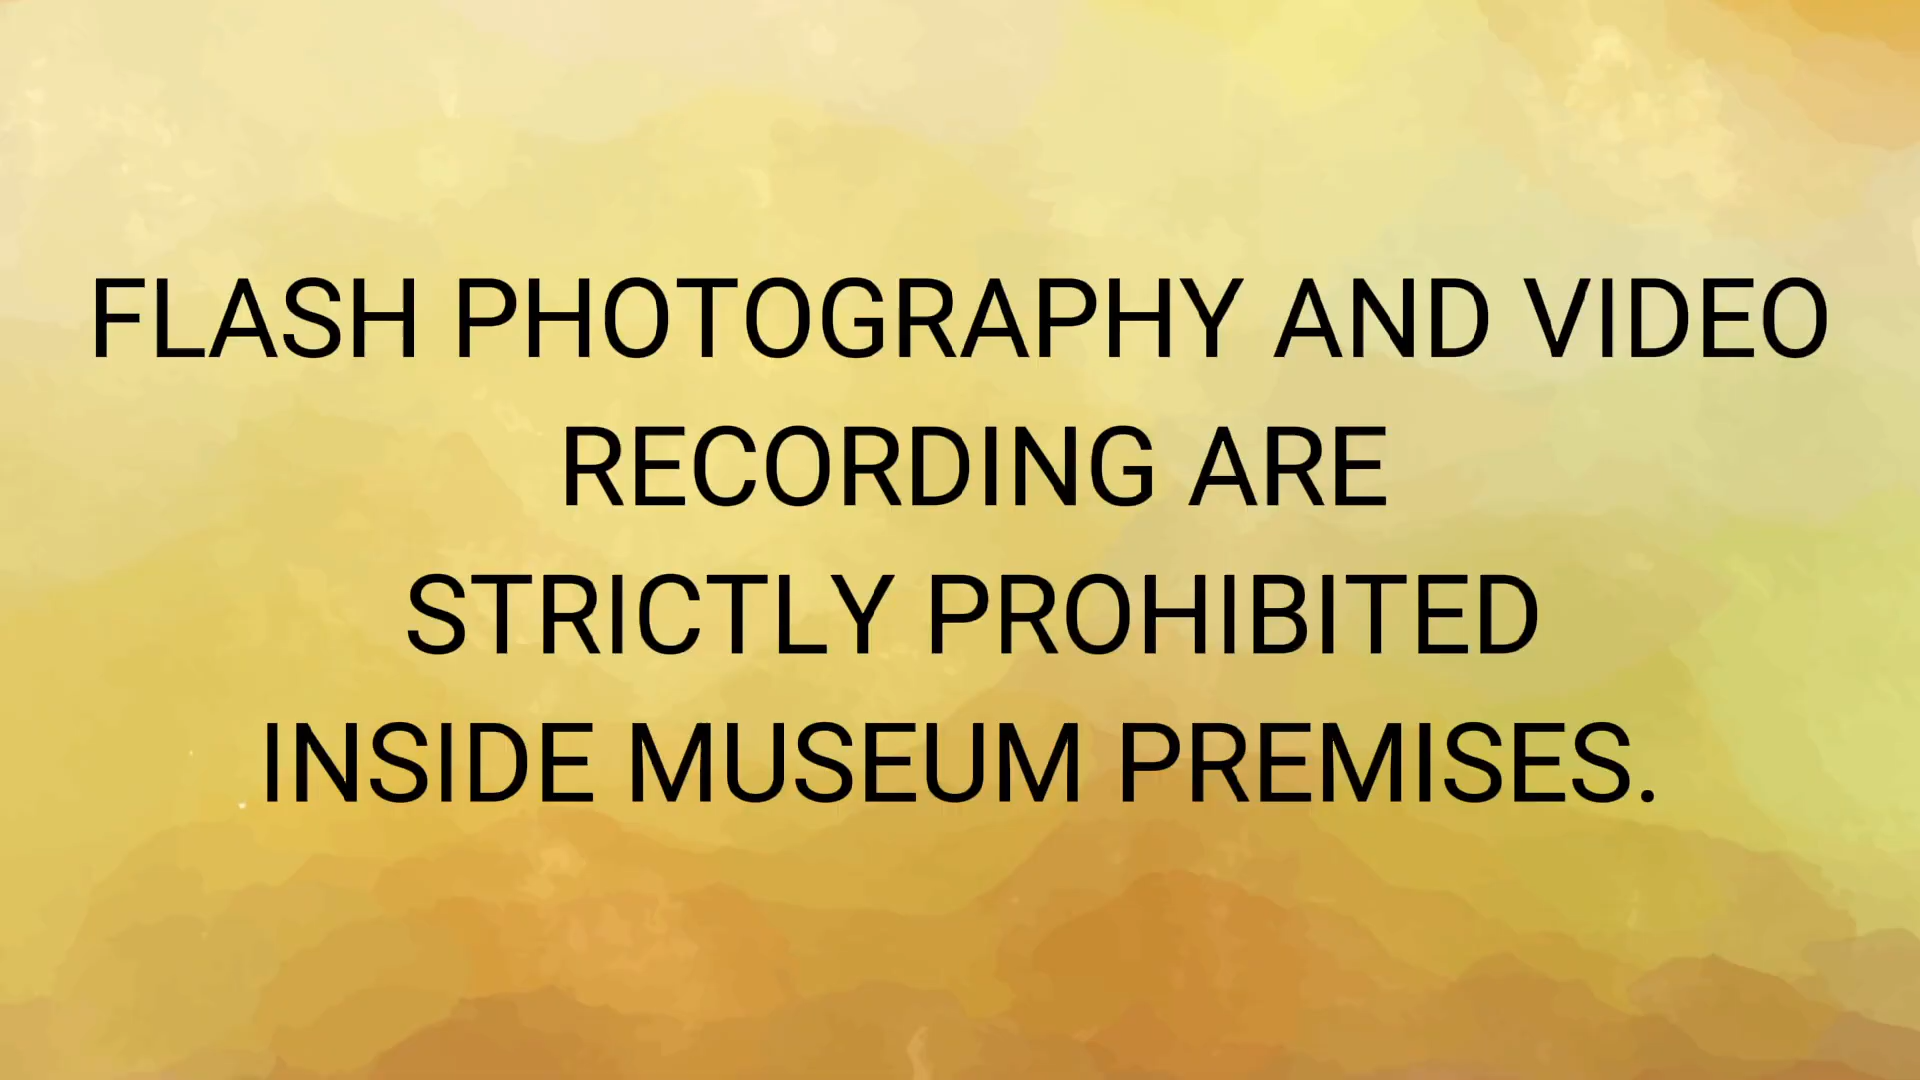 FLASH PHOTOGRAPHY AND VIDEO
RECORDING ARE
STRICTLY PROHIBITED
INSIDE MUSEUM PREMISES.